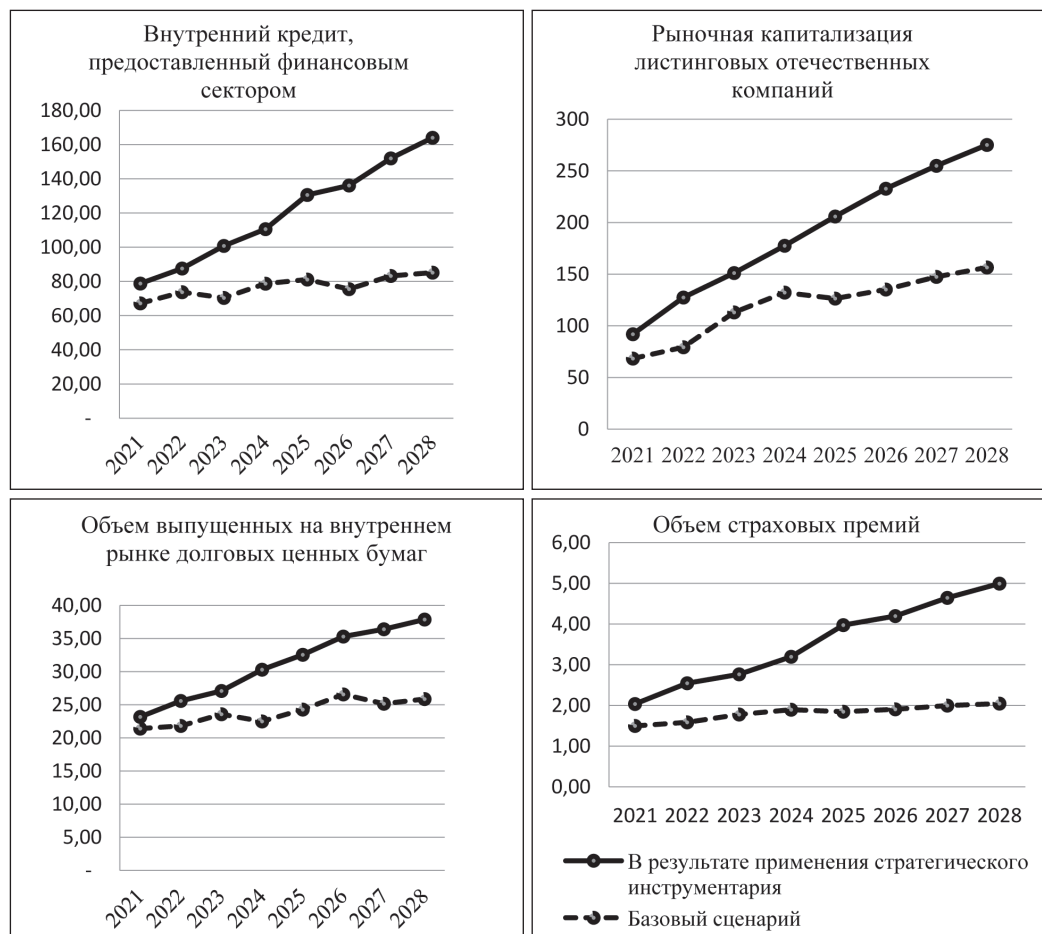 Внутренний кредит,
предоставленный финансовым
сектором
180,00
160,00
140,00
120,00
100,00
80,00
60,00
40,00
20,00
-
2021 2022 2023 2024 2025 2026 2027 2028
Рыночная капитализация
листинговых отечественных
компаний
300
250
200
150
100
50
0
2021 2022 2023 2024 2025 2026 2027 2028
Объем выпущенных на внутреннем
рынке долговых ценных бумаг
40,00
35,00
30,00
25,00
20,00
15,00
10,00
5,00
-
2021 2022 2023 2024 2025 2026 2027 2028
Объем страховых премий
6,00
5,00
4,00
3,00
2,00
1,00
0,00
2021 2022 2023 2024 2025 2026 2027 2028
В результате применения стратегического
инструментария
Базовый сценарий